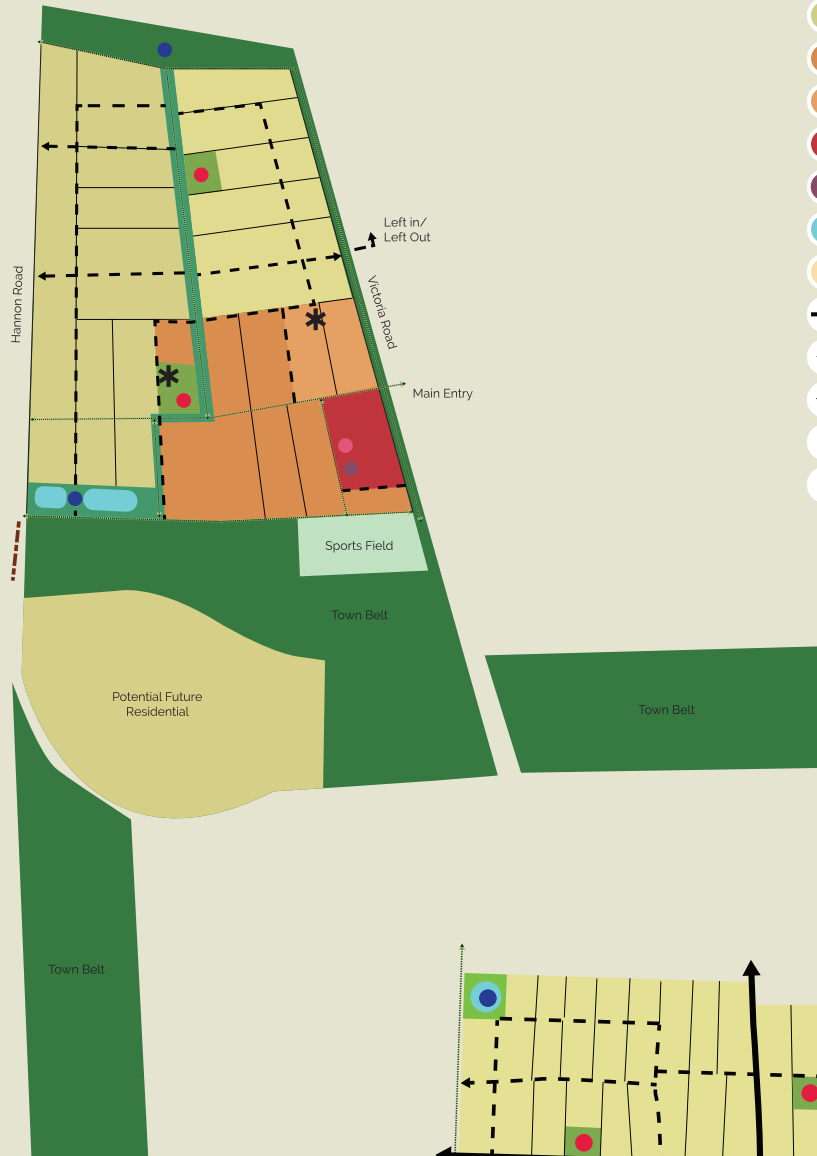 Left in/
Left Out
Hannon Road
Victoria Road
Main Entry
Sports Field
Town Belt
Potential Future
Residential
Town Belt
Town Belt